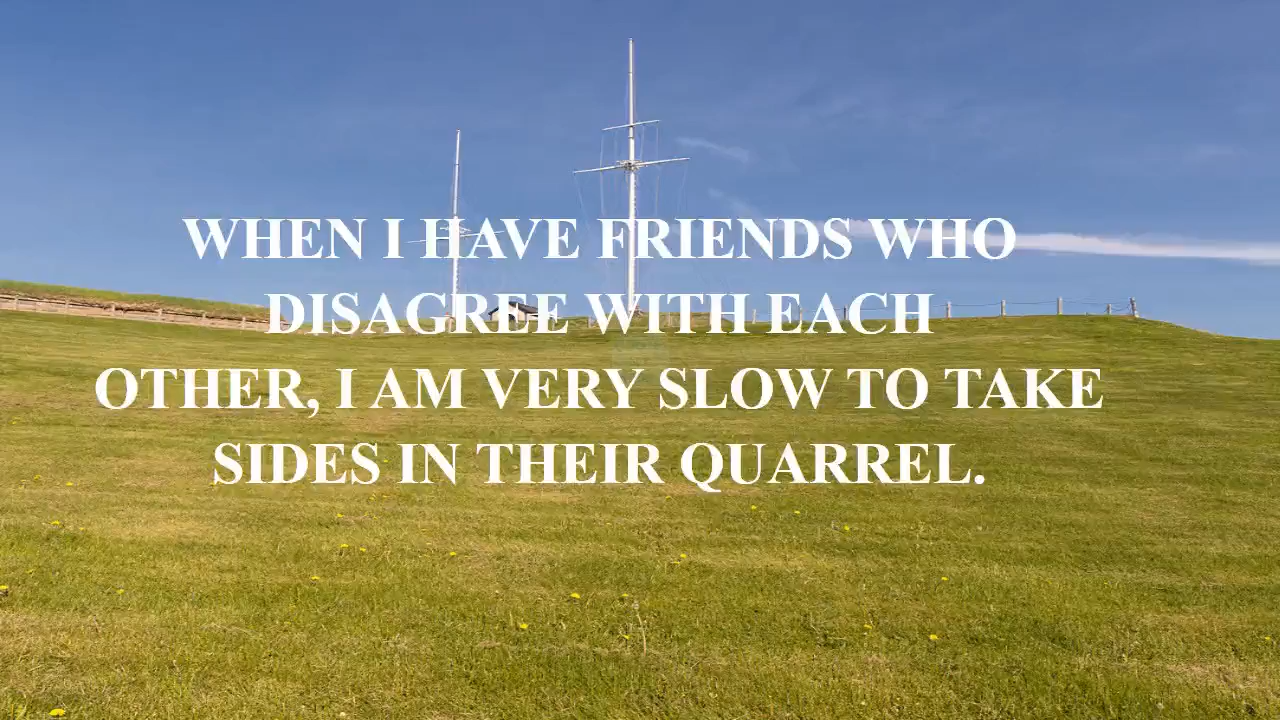 WHEN I HAVE FRIENDS WHO
DISAGREE WITH EACH
OTHER, I AM VERY SLOW TO TAKE
SIDES IN THEIR QUARREL.